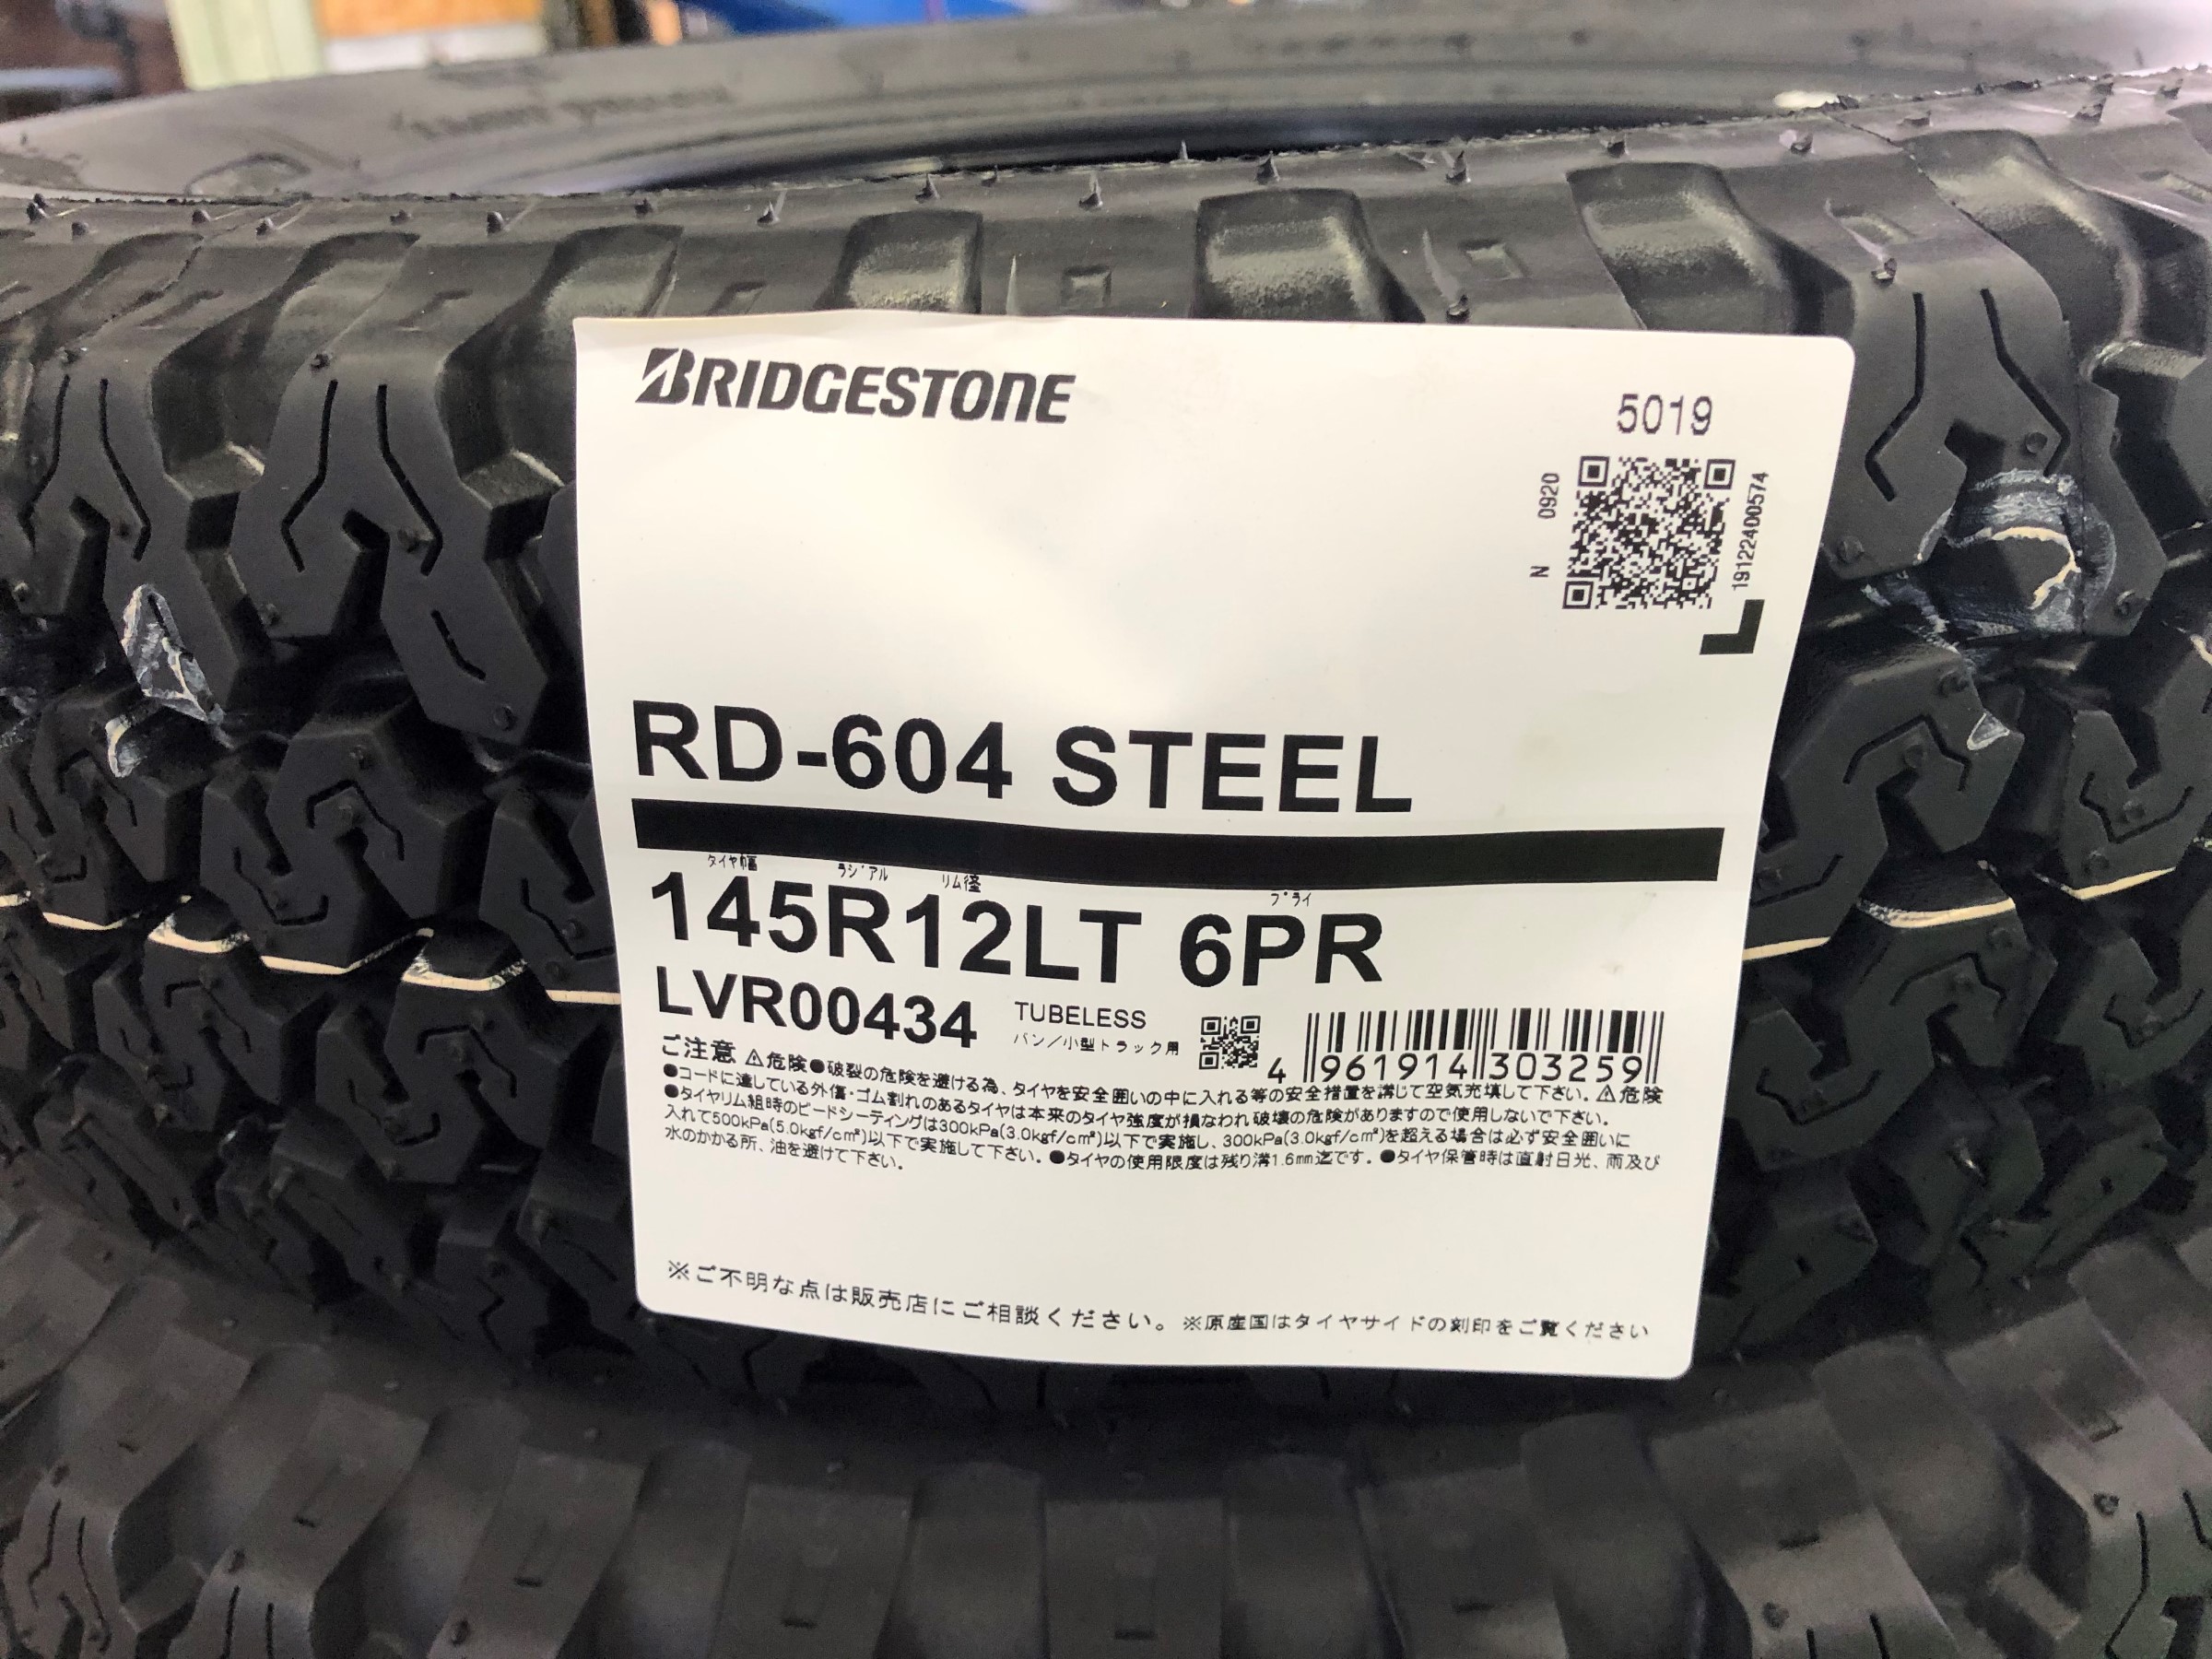 BRIDGESTONE
5019
N 0920
191222400574
RD-604 STEEL
タイヤ巾 ラジアル リム径 プライ
145R12LT 6PR
LVR00434 TUBELESS
バン/小型トラック用
4 961914 303259
ご注意 ⚠危険●破裂の危険を避ける為、タイヤを安全囲いの中に入れる等の安全措置を講じて空気充填して下さい。⚠危険
●コードに達している外傷・ゴム割れのあるタイヤは本来のタイヤ強度が損なわれ破壊の危険がありますので使用しないで下さい。
●タイヤリム組時のビードシーティングは300kPa(3.0kgf/c㎡)以下で実施し、300kPa(3.0kgf/c㎡)を超える場合は必ず安全囲いに
入れて500kPa(5.0kgf/c㎡)以下で実施して下さい。●タイヤの使用限度は残り溝1.6mm迄です。●タイヤ保管時は直射日光、雨及び
水のかかる所、油を避けて下さい。
※ご不明な点は販売店にご相談ください。※原産国はタイヤサイドの刻印をご覧ください